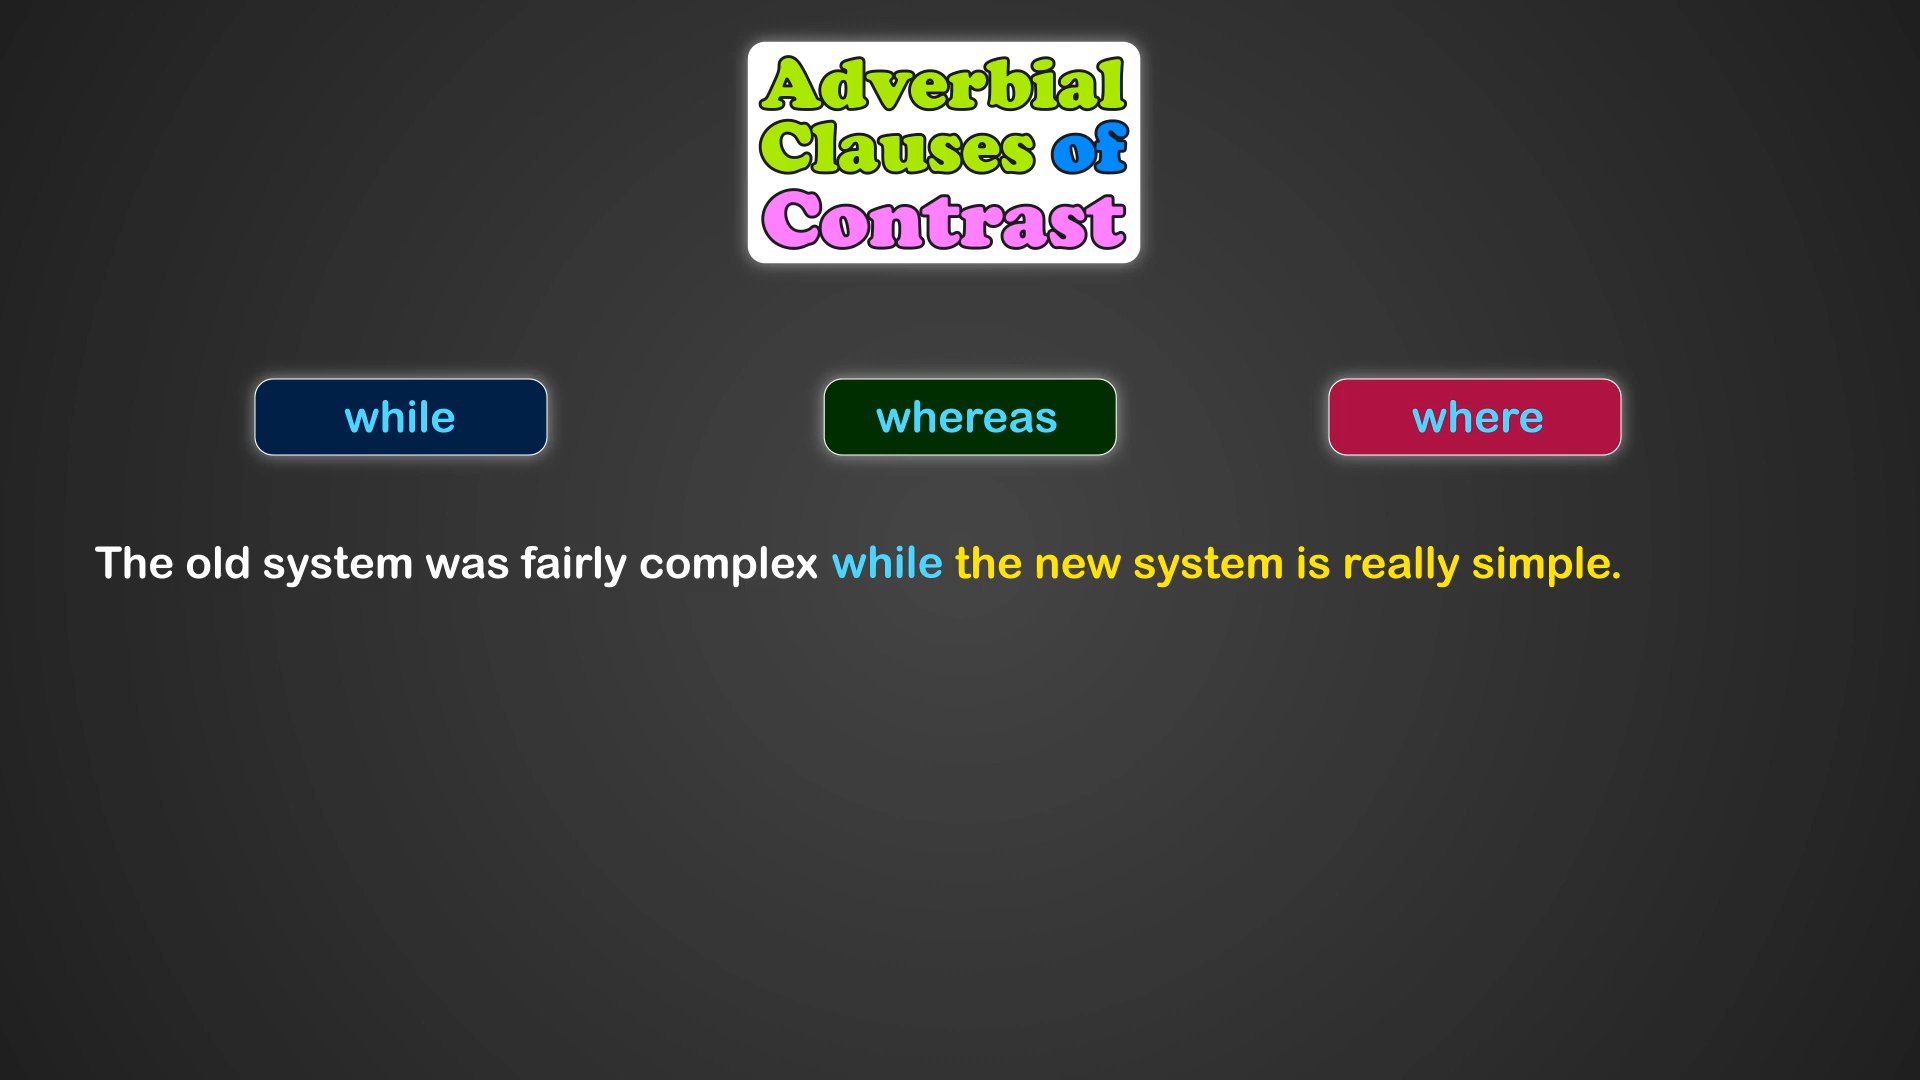 Adverbial
Clauses of
Contrast
while
whereas
where
The old system was fairly complex while the new system is really simple.